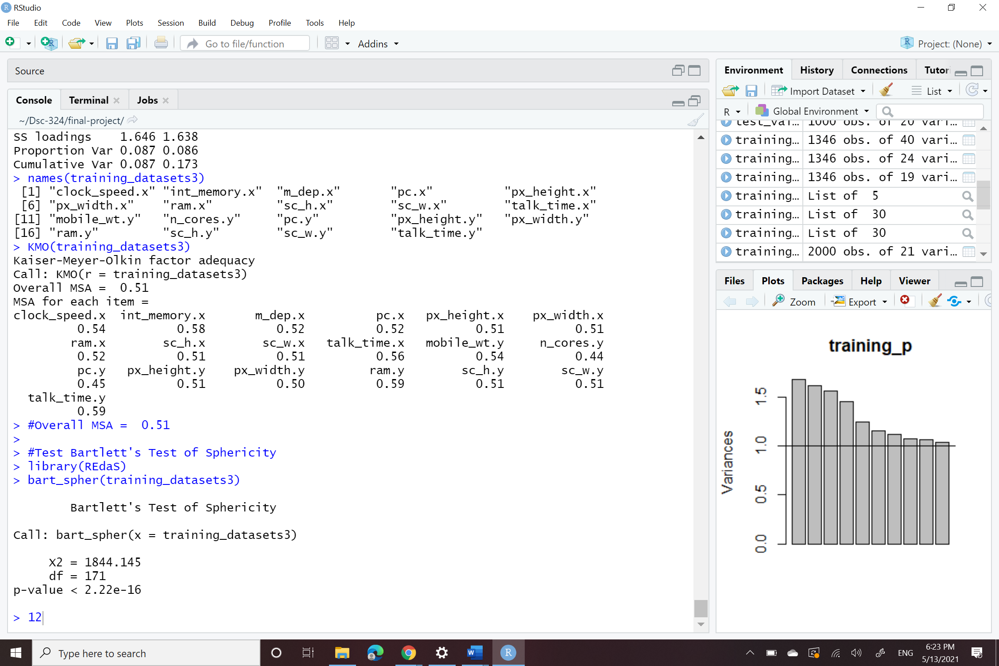 RStudio
File Edit Code View Plots Session Build Debug Profile Tools Help
Go to file/function Addins Project: (None)
Source
Console Terminal Jobs
~/Dsc-324/final-project/
SS loadings    1.646 1.638
Proportion Var 0.087 0.086
Cumulative Var 0.087 0.173
> names(training_datasets3)
[1] "clock_speed.x" "int_memory.x" "m_dep.x" "pc.x" "px_height.x"
[6] "px_width.x" "ram.x" "sc_h.x" "sc_w.x" "talk_time.x"
[11] "mobile_wt.y" "n_cores.y" "pc.y" "px_height.y" "px_width.y"
[16] "ram.y" "sc_h.y" "sc_w.y" "talk_time.y"
> KMO(training_datasets3)
Kaiser-Meyer-Olkin factor adequacy
Call: KMO(r = training_datasets3)
Overall MSA =  0.51
MSA for each item =
clock_speed.x int_memory.x m_dep.x pc.x px_height.x px_width.x
0.54 0.58 0.52 0.52 0.51 0.51
ram.x sc_h.x sc_w.x talk_time.x mobile_wt.y n_cores.y
0.52 0.51 0.51 0.56 0.54 0.44
pc.y px_height.y px_width.y ram.y sc_h.y sc_w.y
0.45 0.51 0.50 0.59 0.51 0.51
talk_time.y
0.59
> #Overall MSA =  0.51
>
> #Test Bartlett's Test of Sphericity
> library(REdaS)
> bart_spher(training_datasets3)
Bartlett's Test of Sphericity
Call: bart_spher(x = training_datasets3)
X2 = 1844.145
df = 171
p-value < 2.22e-16
> 12
Environment History Connections Tutori
Import Dataset List
R Global Environment
test_val... 1000 obs. of 20 vari...
training... 1346 obs. of 40 vari...
training... 1346 obs. of 24 vari...
training... 1346 obs. of 19 vari...
training... List of  5
training... List of  30
training... List of  30
training... 2000 obs. of 21 vari...
Files Plots Packages Help Viewer
Zoom Export
training_p
Variances
1.5
1.0
0.5
0.0
Type here to search
ENG
6:23 PM
5/13/2021